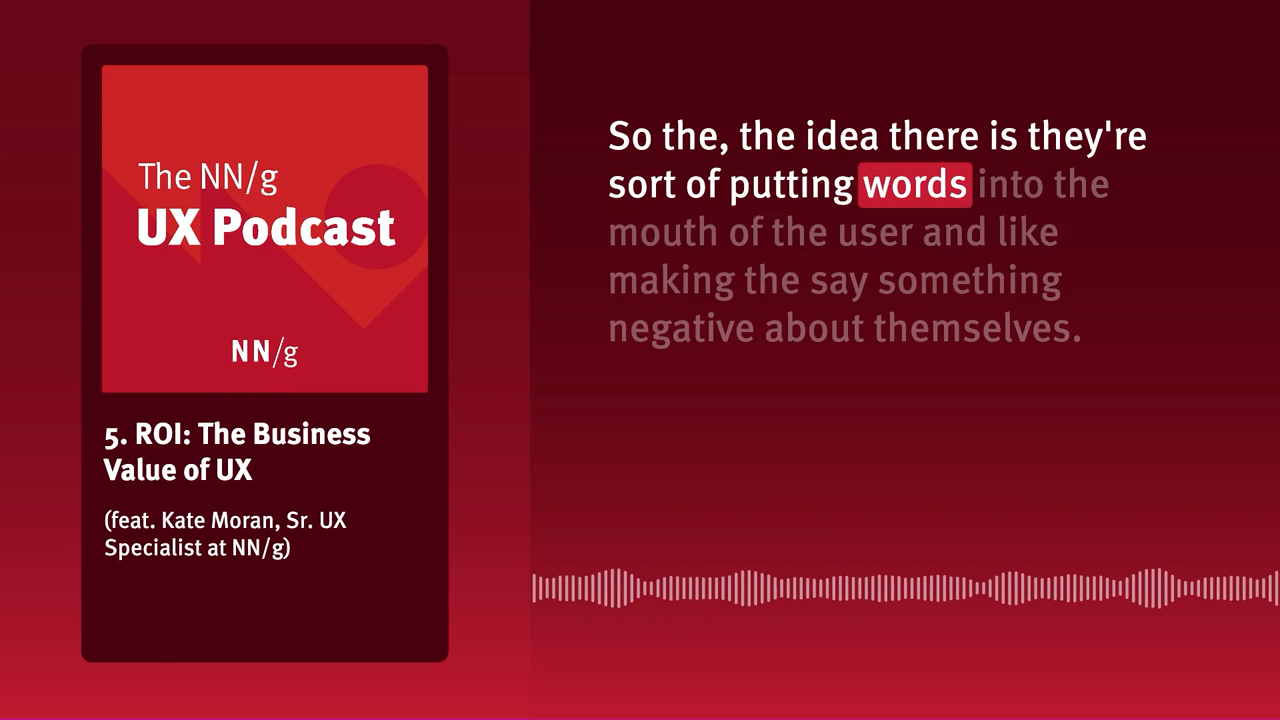 The NN/g
UX Podcast
NN/g
5. ROI: The Business
Value of UX
(feat. Kate Moran, Sr. UX
Specialist at NN/g)
So the, the idea there is they're
sort of putting words into the
mouth of the user and like
making the say something
negative about themselves.